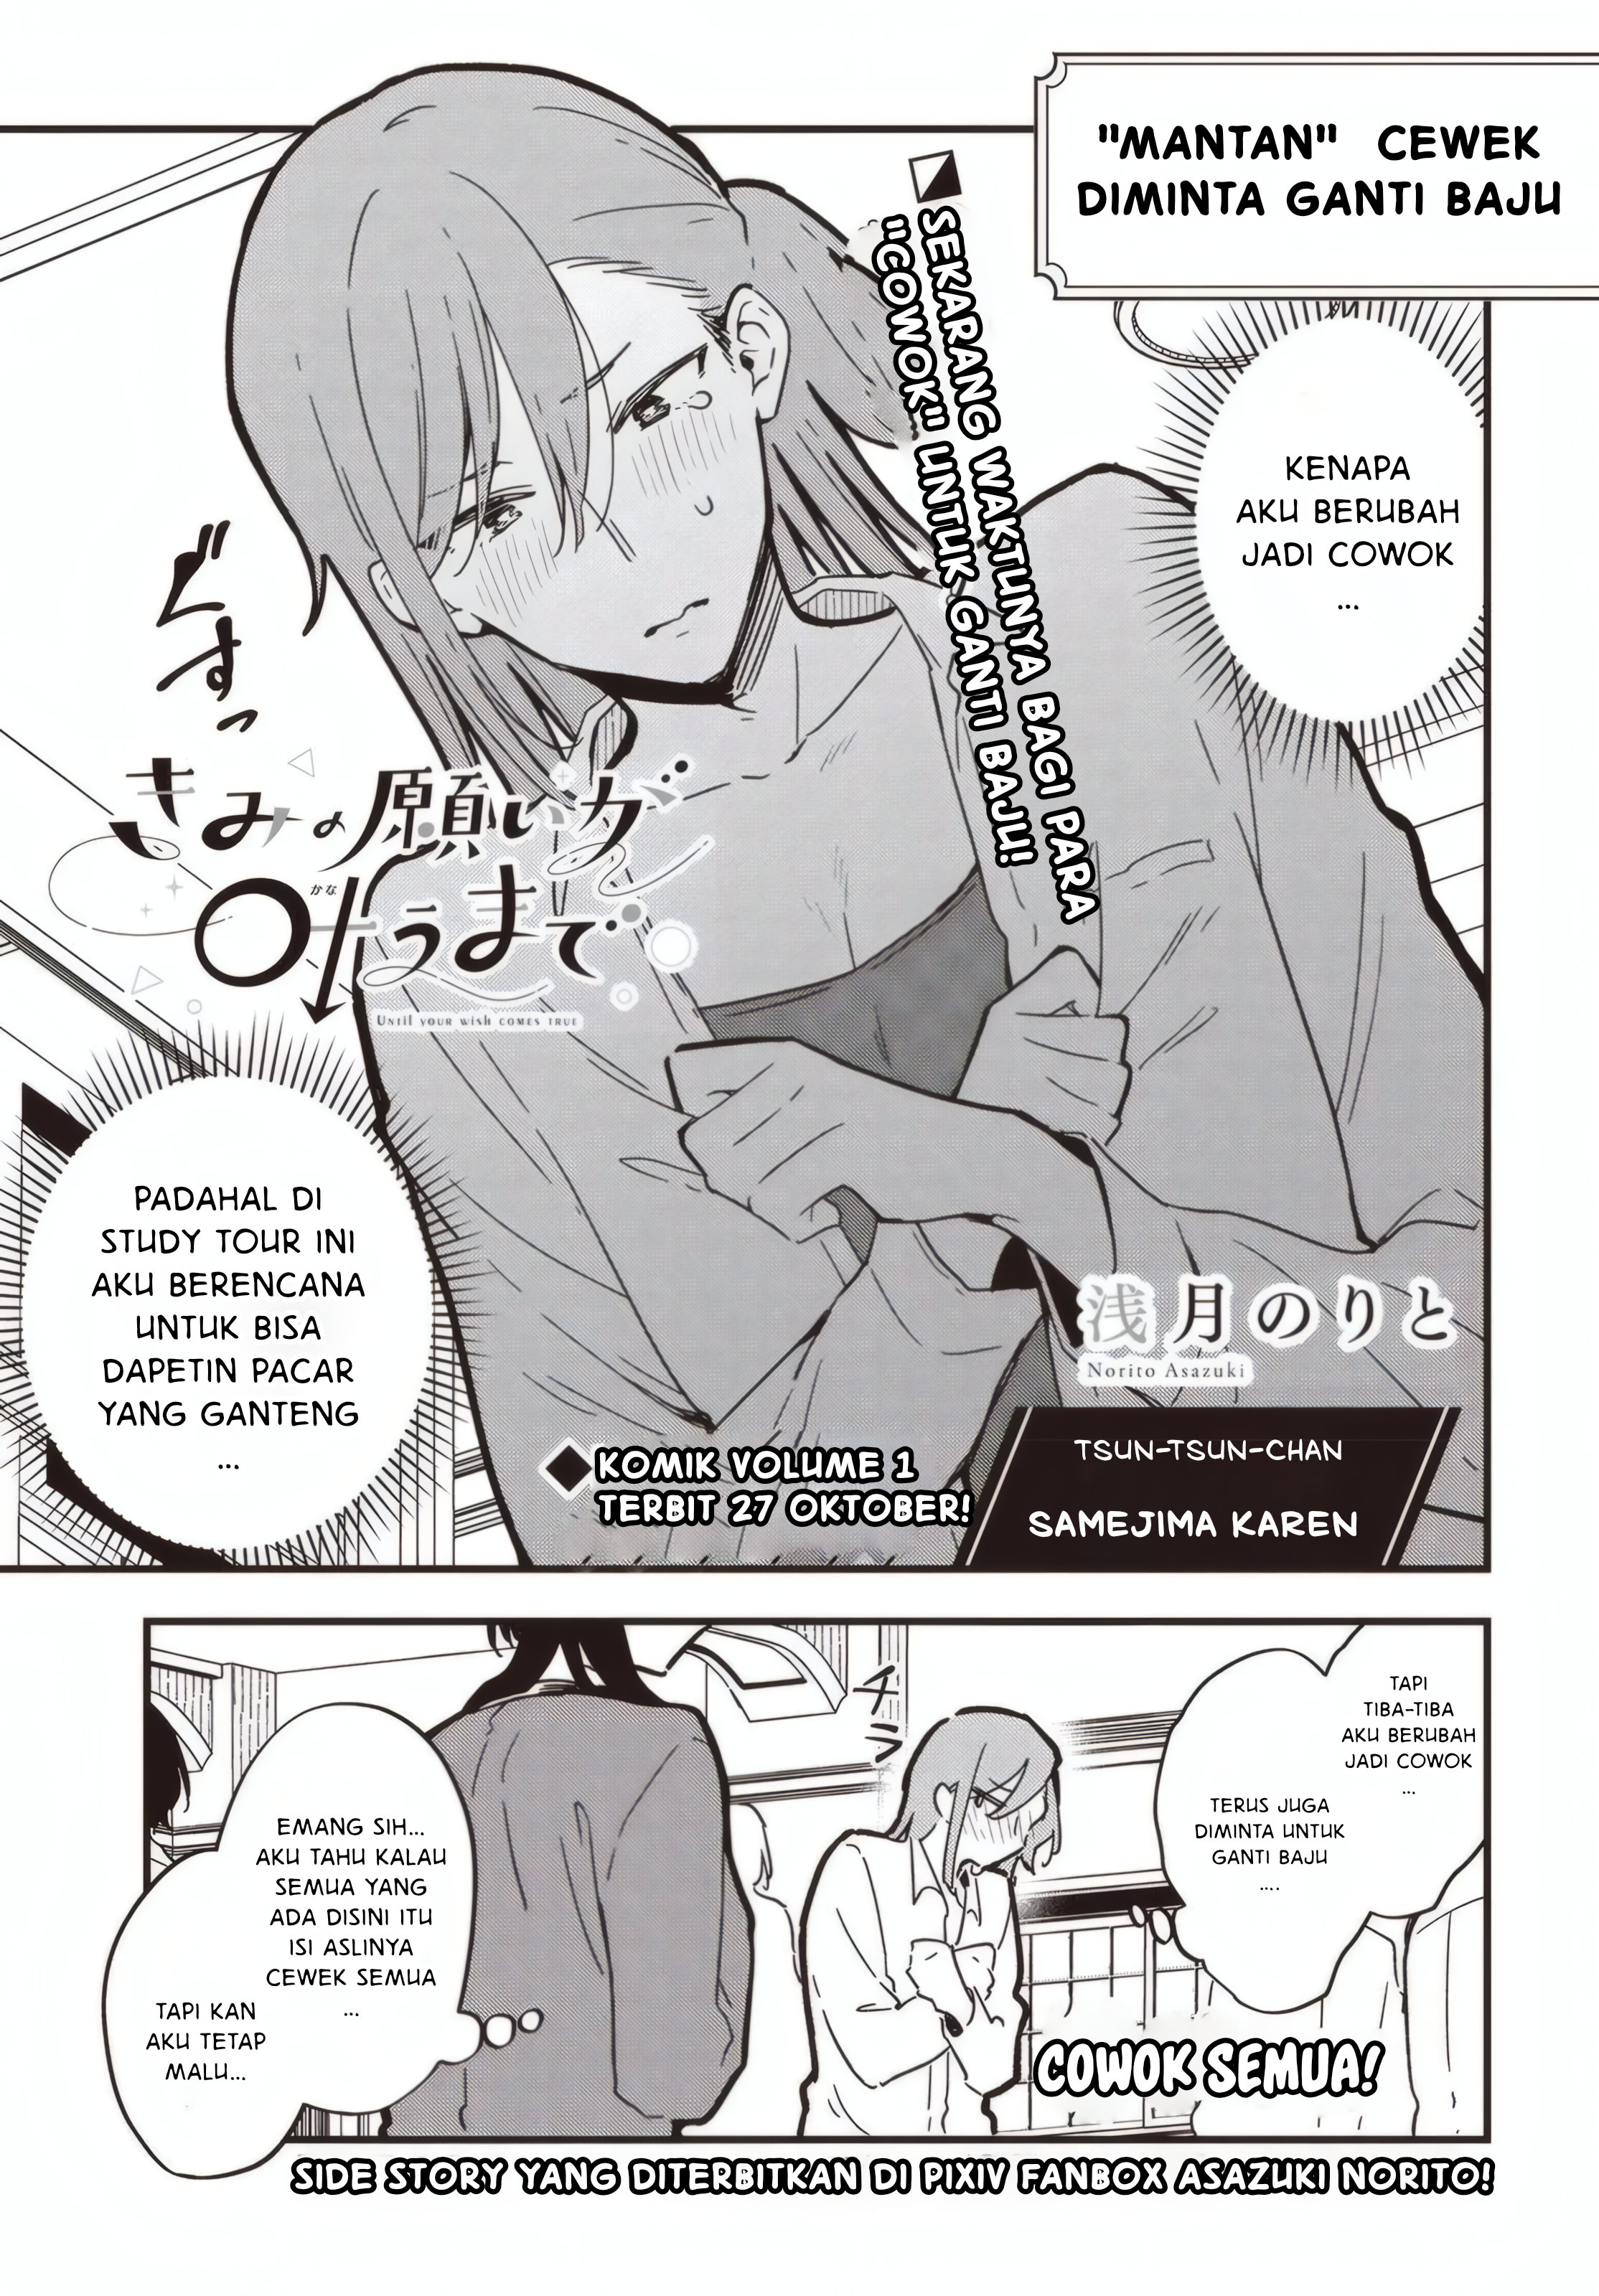 "MANTAN" CEWEK
DIMINTA GANTI BAJU
SEKARANG WAKTUNYA BAGI PARA
"COWOK" UNTUK GANTI BAJU!
KENAPA
AKU BERUBAH
JADI COWOK
...
ぐすっ
きみの願いが
叶うまで
かな
UNTIL YOUR WISH COMES TRUE
PADAHAL DI
STUDY TOUR INI
AKU BERENCANA
UNTUK BISA
DAPETIN PACAR
YANG GANTENG
...
浅月のりと
Norito Asazuki
KOMIK VOLUME 1
TERBIT 27 OKTOBER!
TSUN-TSUN-CHAN
SAMEJIMA KAREN
TAPI
TIBA-TIBA
AKU BERUBAH
JADI COWOK
...
TERUS JUGA
DIMINTA UNTUK
GANTI BAJU
....
チラ
COWOK SEMUA!
EMANG SIH...
AKU TAHU KALAU
SEMUA YANG
ADA DISINI ITU
ISI ASLINYA
CEWEK SEMUA
...
TAPI KAN
AKU TETAP
MALU...
SIDE STORY YANG DITERBITKAN DI PIXIV FANBOX ASAZUKI NORITO!